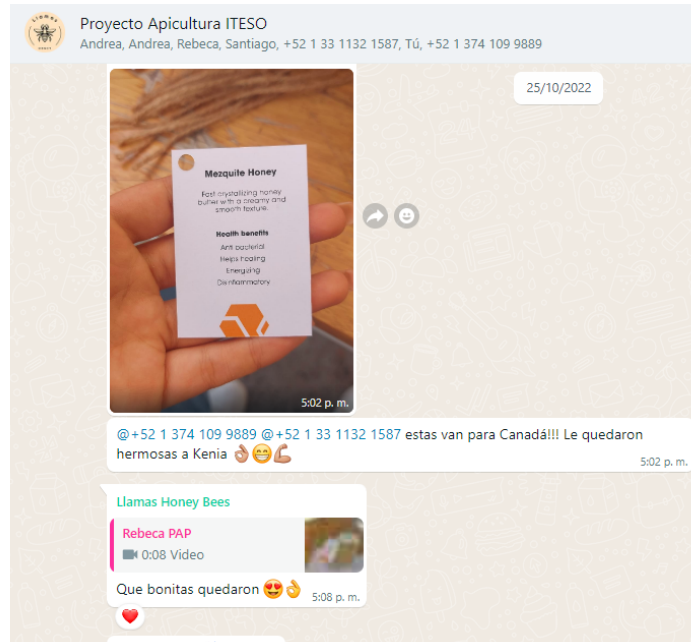 Llamas
HONEY
Proyecto Apicultura ITESO
Andrea, Andrea, Rebeca, Santiago, +52 1 33 1132 1587, Tú, +52 1 374 109 9889
25/10/2022
Mezquite Honey
Fast crystallizing honey
butter with a creamy and
smooth texture.
Health benefits
Anti bacterial
Helps healing
Energizing
Disinflammatory
5:02 p. m.
@+52 1 374 109 9889 @+52 1 33 1132 1587 estas van para Canadá!!! Le quedaron
hermosas a Kenia 👌🏼😁💪🏼
5:02 p. m.
Llamas Honey Bees
Rebeca PAP
0:08 Video
Que bonitas quedaron 😍👌
5:08 p. m.